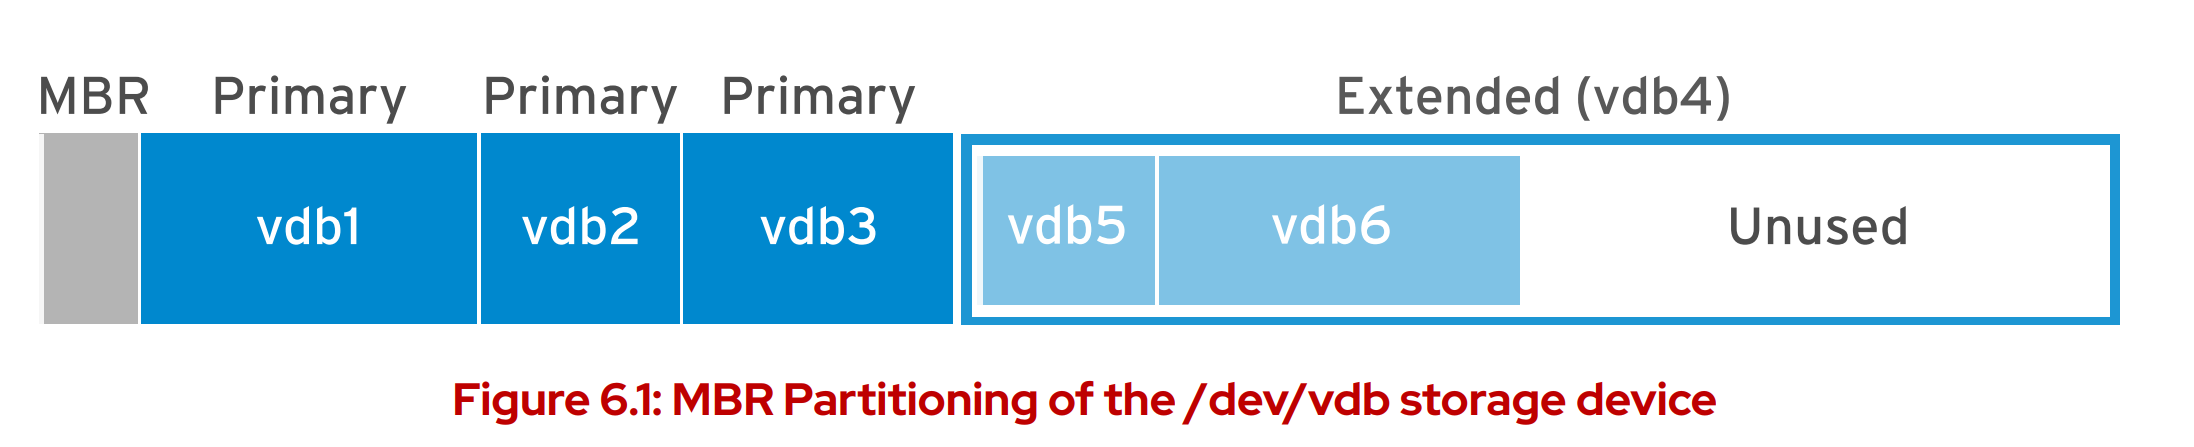 MBR Primary Primary Primary Extended (vdb4)
vdb1 vdb2 vdb3 vdb5 vdb6 Unused
Figure 6.1: MBR Partitioning of the /dev/vdb storage device